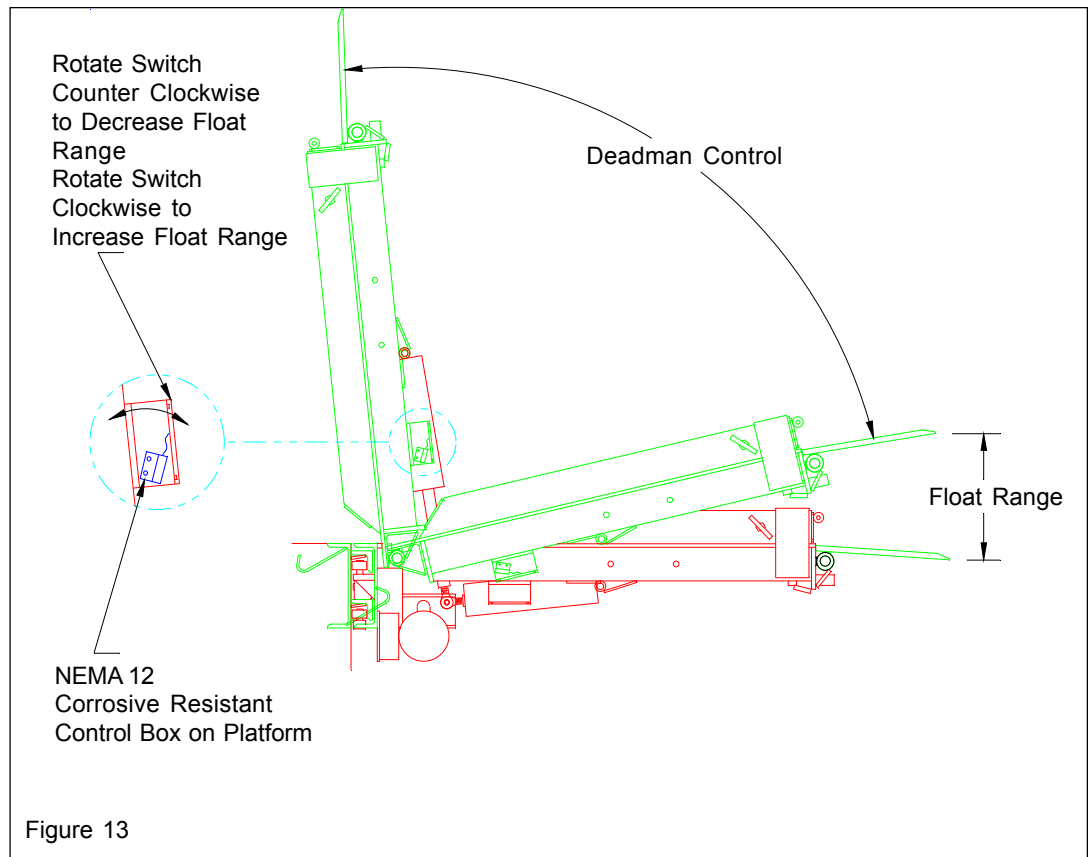 Rotate Switch
Counter Clockwise
to Decrease Float
Range
Rotate Switch
Clockwise to
Increase Float Range
Deadman Control
Float Range
NEMA 12
Corrosive Resistant
Control Box on Platform
Figure 13